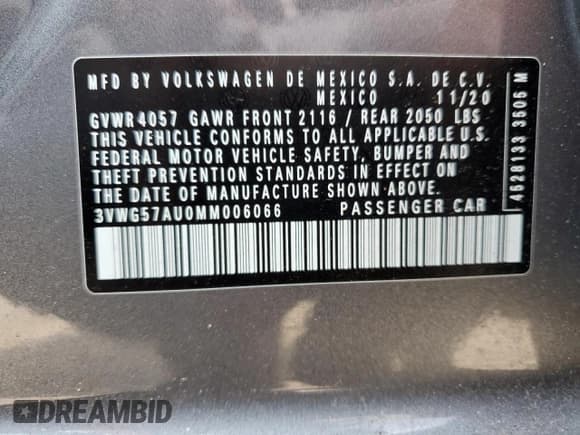 MFD BY VOLKSWAGEN DE MEXICO S.A. DE C.V.
MEXICO 11/20
GVWR4057 GAWR FRONT 2116 / REAR 2050 LBS
THIS VEHICLE CONFORMS TO ALL APPLICABLE U.S.
FEDERAL MOTOR VEHICLE SAFETY, BUMPER AND
THEFT PREVENTION STANDARDS IN EFFECT ON
THE DATE OF MANUFACTURE SHOWN ABOVE.
3VWG57AU0MM006066 PASSENGER CAR
4628133 3606 M
DREAMBID